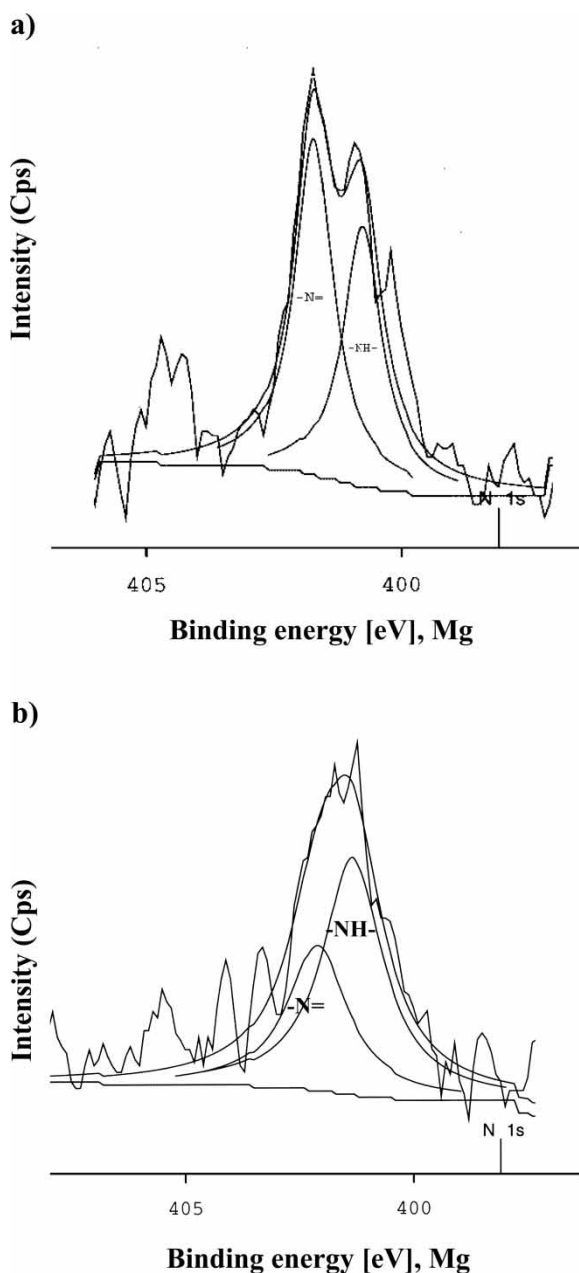 a)
Intensity (Cps)
-N=
-NH-
N 1s
405
400
Binding energy [eV], Mg
b)
Intensity (Cps)
-NH-
-N=
N 1s
405
400
Binding energy [eV], Mg